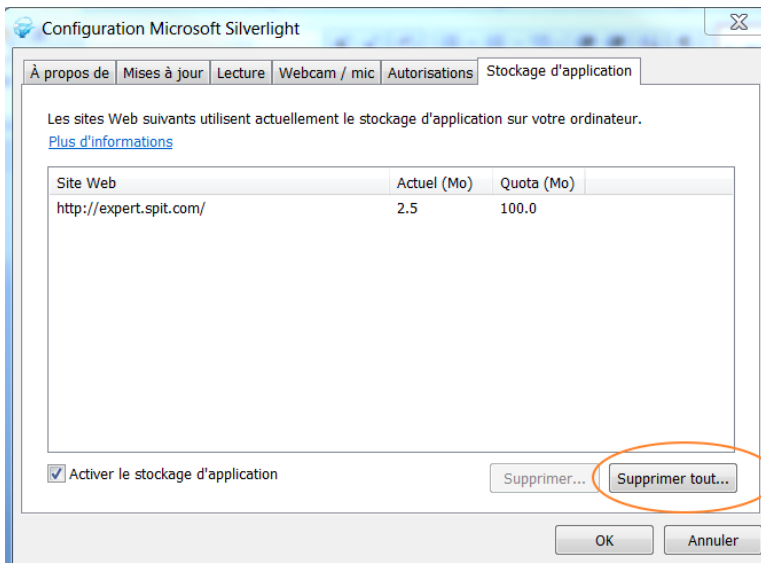 Configuration Microsoft Silverlight
À propos de Mises à jour Lecture Webcam / mic Autorisations Stockage d'application
Les sites Web suivants utilisent actuellement le stockage d'application sur votre ordinateur.
Plus d'informations
Site Web Actuel (Mo) Quota (Mo)
http://expert.spit.com/ 2.5 100.0
Activer le stockage d'application Supprimer... Supprimer tout...
OK Annuler